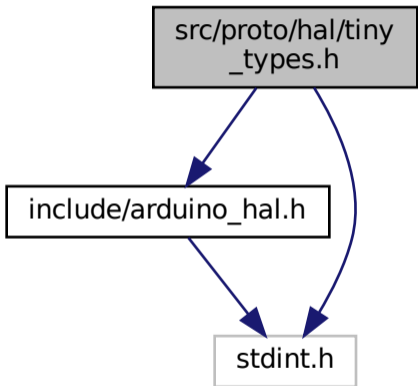 src/proto/hal/tiny
_types.h
include/arduino_hal.h
stdint.h